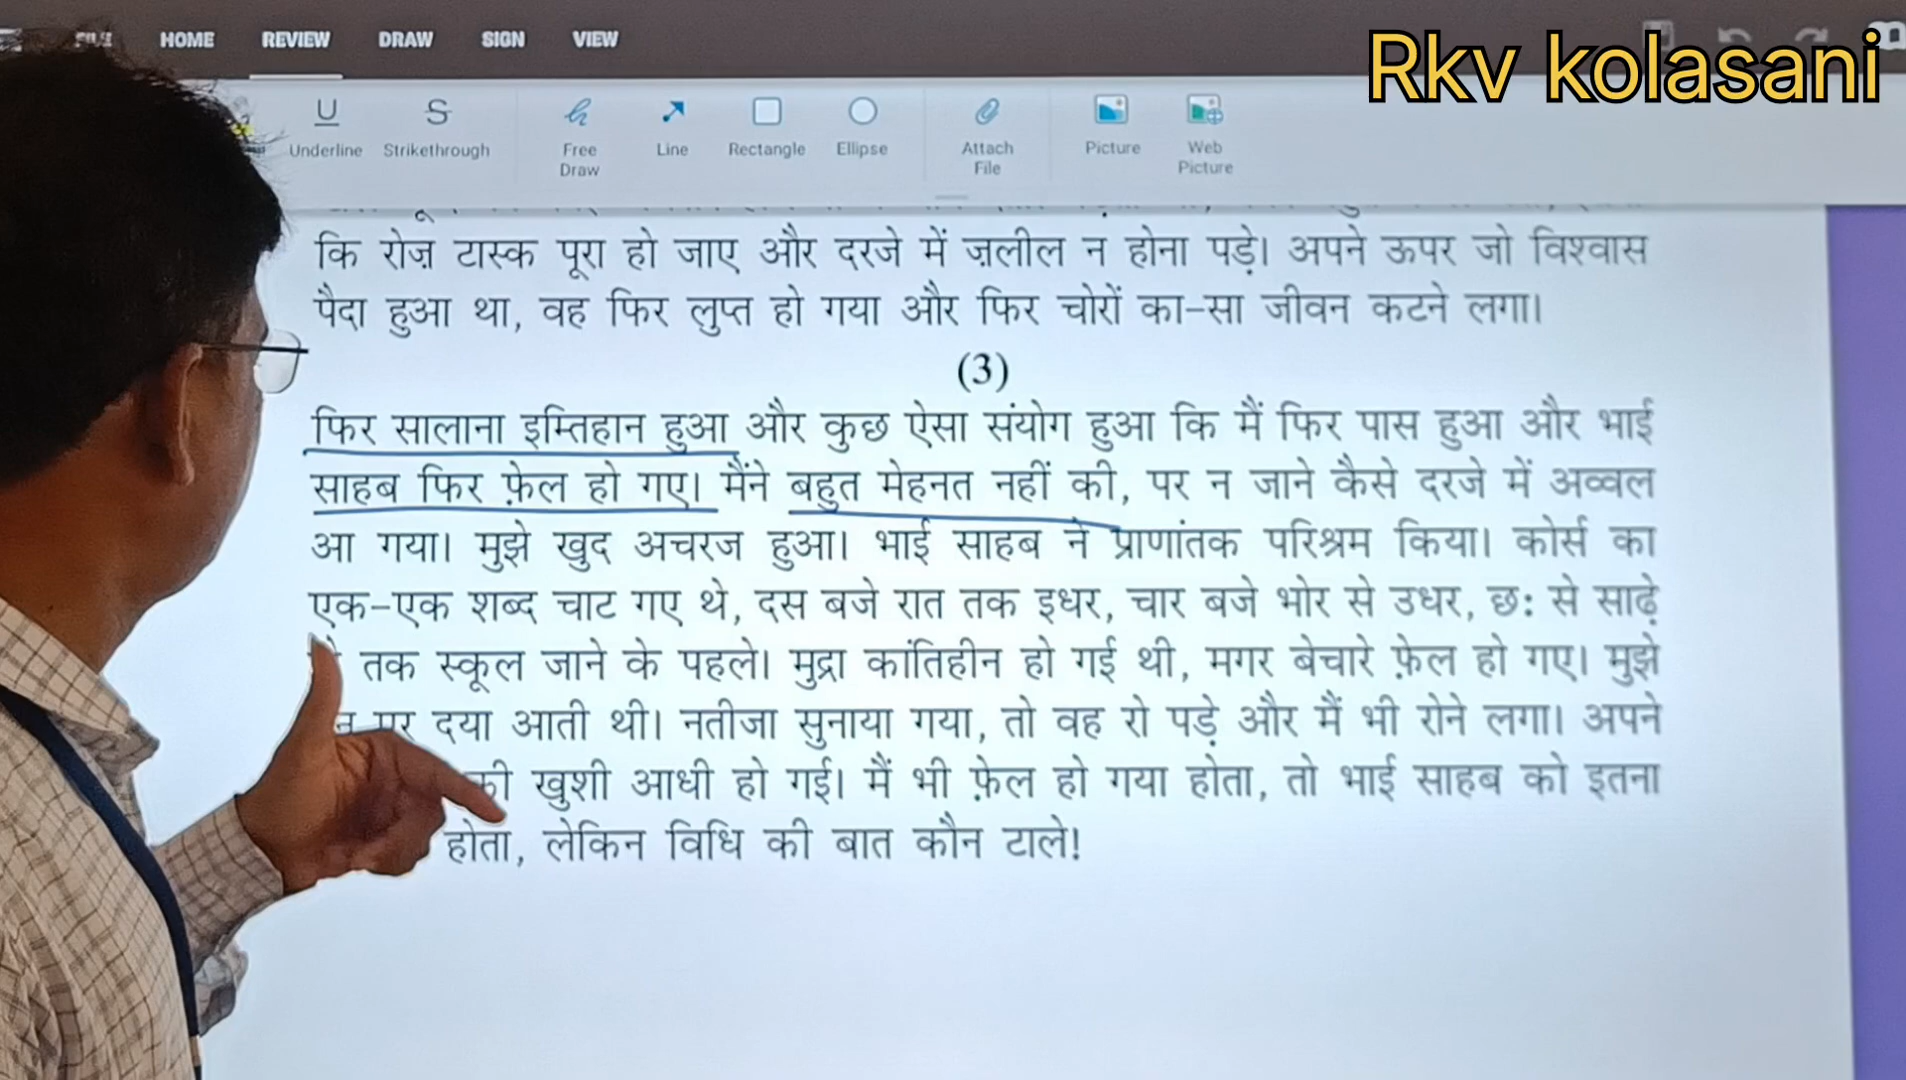 HOME REVIEW DRAW SIGN VIEW
Rkv kolasani
Underline Strikethrough Free Draw Line Rectangle Ellipse Attach File Picture Web Picture
कि रोज़ टास्क पूरा हो जाए और दरजे में ज़लील न होना पड़े। अपने ऊपर जो विश्वास
पैदा हुआ था, वह फिर लुप्त हो गया और फिर चोरों का-सा जीवन कटने लगा।
(3)
फिर सालाना इम्तिहान हुआ और कुछ ऐसा संयोग हुआ कि मैं फिर पास हुआ और भाई
साहब फिर फ़ेल हो गए। मैंने बहुत मेहनत नहीं की, पर न जाने कैसे दरजे में अव्वल
आ गया। मुझे खुद अचरज हुआ। भाई साहब ने प्राणांतक परिश्रम किया। कोर्स का
एक-एक शब्द चाट गए थे, दस बजे रात तक इधर, चार बजे भोर से उधर, छः से साढ़े
तक स्कूल जाने के पहले। मुद्रा कांतिहीन हो गई थी, मगर बेचारे फ़ेल हो गए। मुझे
पर दया आती थी। नतीजा सुनाया गया, तो वह रो पड़े और मैं भी रोने लगा। अपने
की खुशी आधी हो गई। मैं भी फ़ेल हो गया होता, तो भाई साहब को इतना
होता, लेकिन विधि की बात कौन टाले!